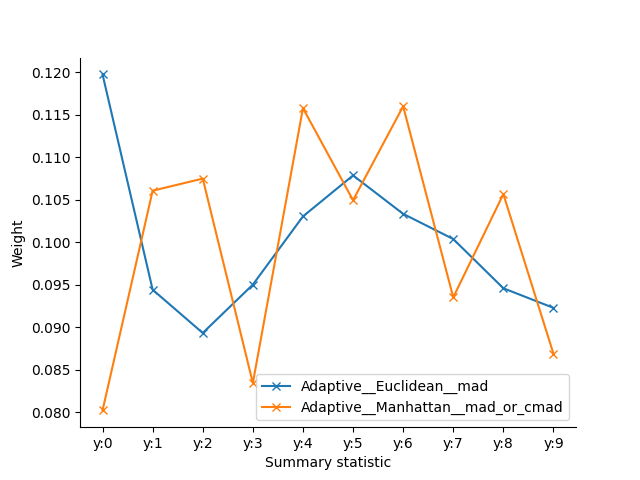 0.120
0.115
0.110
0.105
0.100
0.095
0.090
0.085
0.080
Weight
y:0 y:1 y:2 y:3 y:4 y:5 y:6 y:7 y:8 y:9
Summary statistic
Adaptive__Euclidean__mad
Adaptive__Manhattan__mad_or_cmad